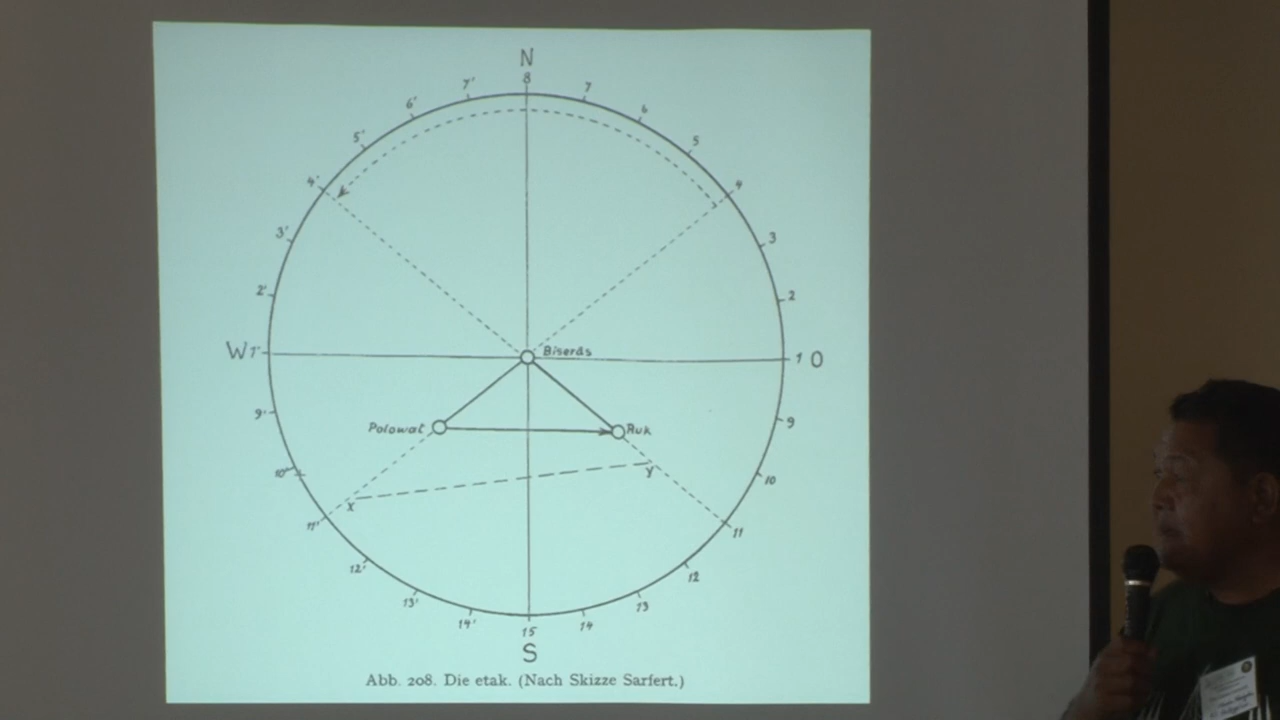 N
8
7' 7
6' 6
5' 5
4' 4
3' 3
2' 2
W 1' Biserăs 1 O
9' Polowat Ruk 9
10' y 10
x
11' 11
12' 12
13' 13
14' 15 14
S
Abb. 208. Die etak. (Nach Skizze Sarfert.)